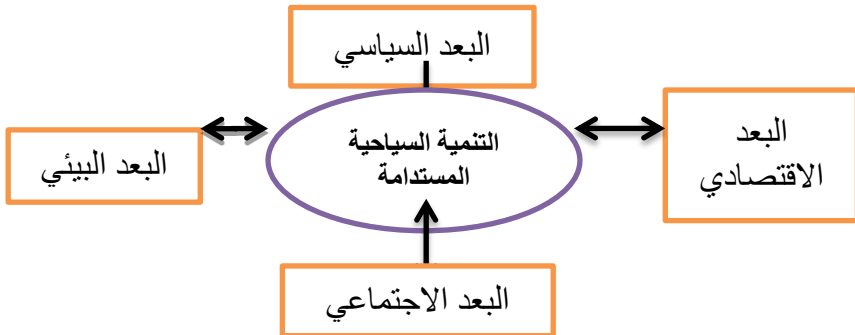 البعد السياسي
التنمية السياحية
المستدامة
البعد
الاقتصادي
البعد البيئي
البعد الاجتماعي